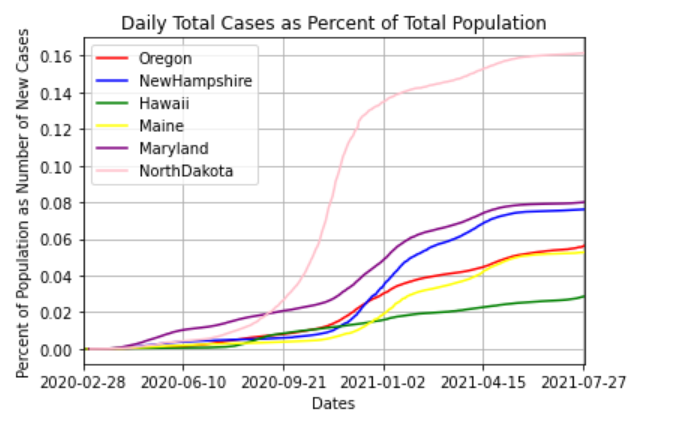 Daily Total Cases as Percent of Total Population
Percent of Population as Number of New Cases
0.16
0.14
0.12
0.10
0.08
0.06
0.04
0.02
0.00
Oregon
NewHampshire
Hawaii
Maine
Maryland
NorthDakota
2020-02-28 2020-06-10 2020-09-21 2021-01-02 2021-04-15 2021-07-27
Dates